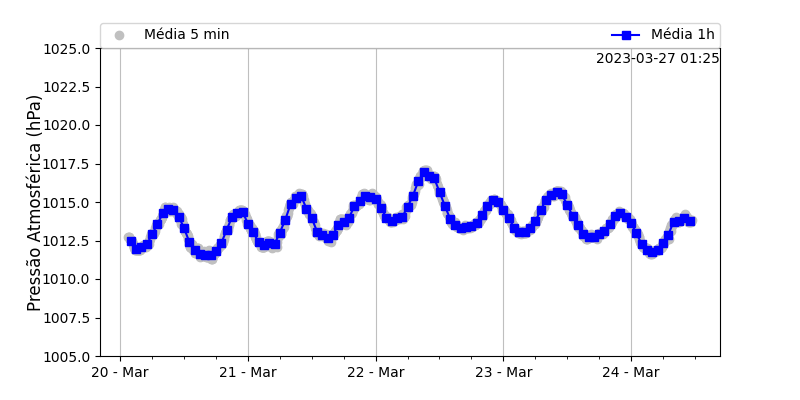 Média 5 min
Média 1h
2023-03-27 01:25
Pressão Atmosférica (hPa)
1025.0
1022.5
1020.0
1017.5
1015.0
1012.5
1010.0
1007.5
1005.0
20 - Mar
21 - Mar
22 - Mar
23 - Mar
24 - Mar